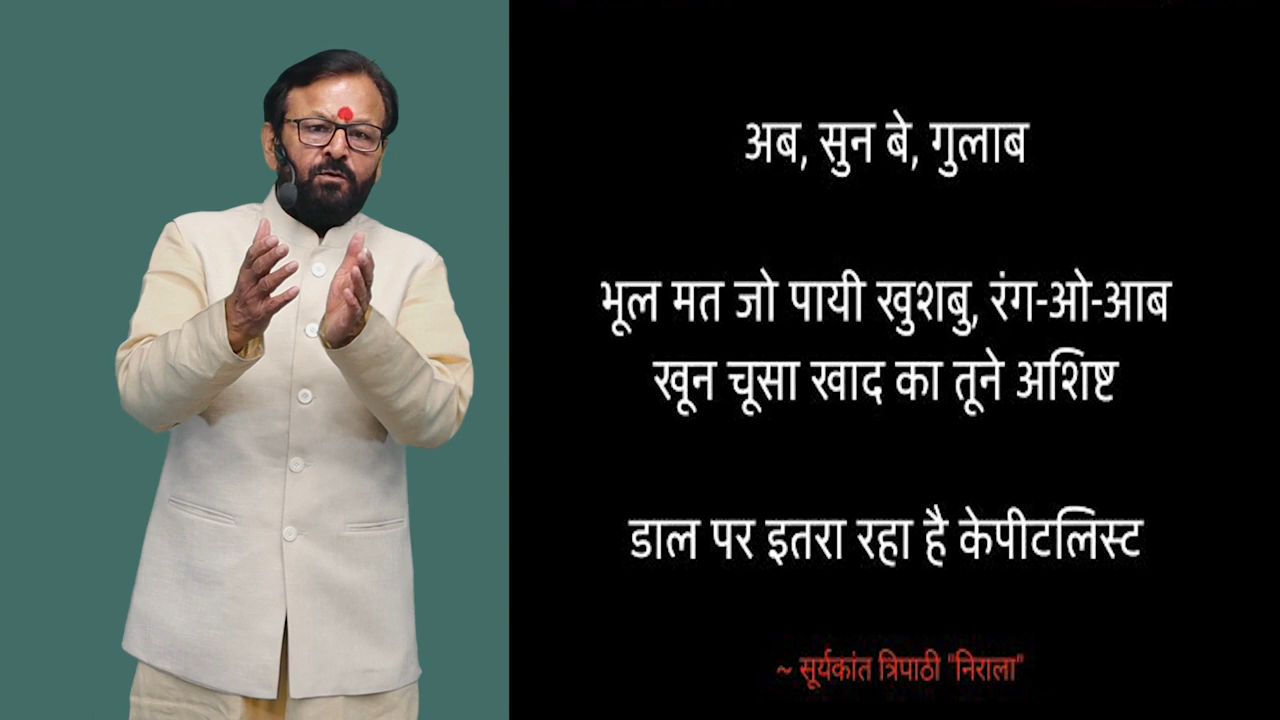 अब, सुन बे, गुलाब
भूल मत जो पायी खुशबु, रंग-ओ-आब
खून चूसा खाद का तूने अशिष्ट
डाल पर इतरा रहा है केपीटलिस्ट
~ सूर्यकांत त्रिपाठी "निराला"